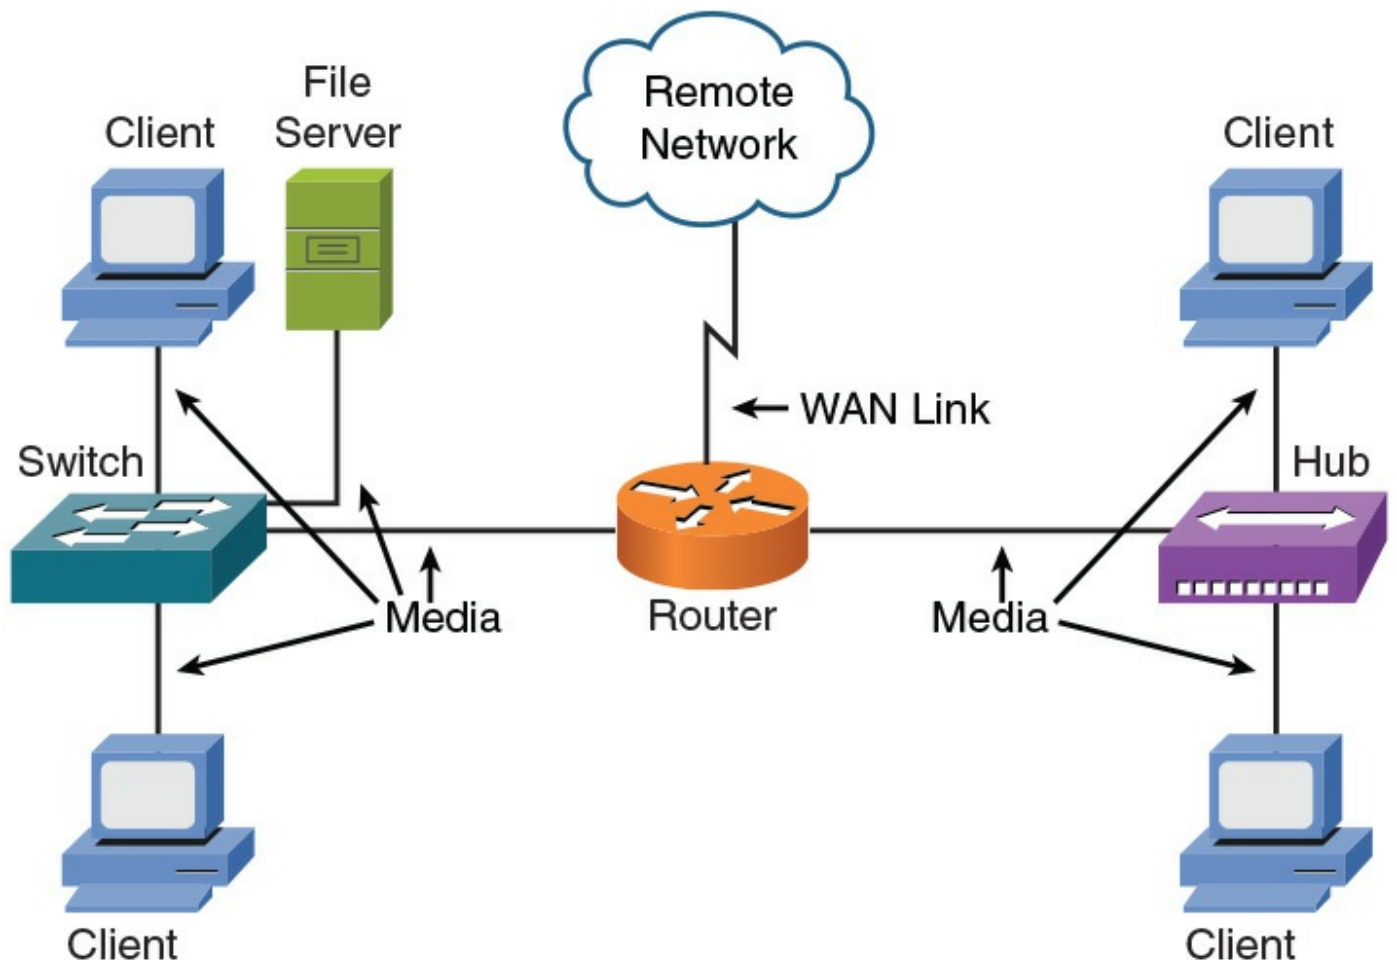 File
Server
Client
Remote
Network
Client
WAN Link
Switch
Hub
Media
Router
Media
Client
Client